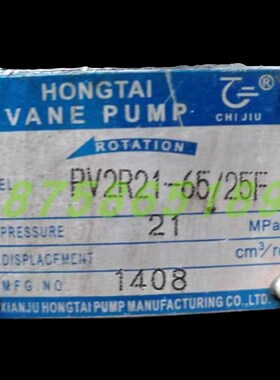 HONGTAI
VANE PUMP
CHIJIU
ROTATION
EL PV2R21-65/25F
PRESSURE 21 MPa
DISPLACEMENT cm³/r
MFG NO 1408
XIANJU HONGTAI PUMP MANUFACTURING CO.,LTD.